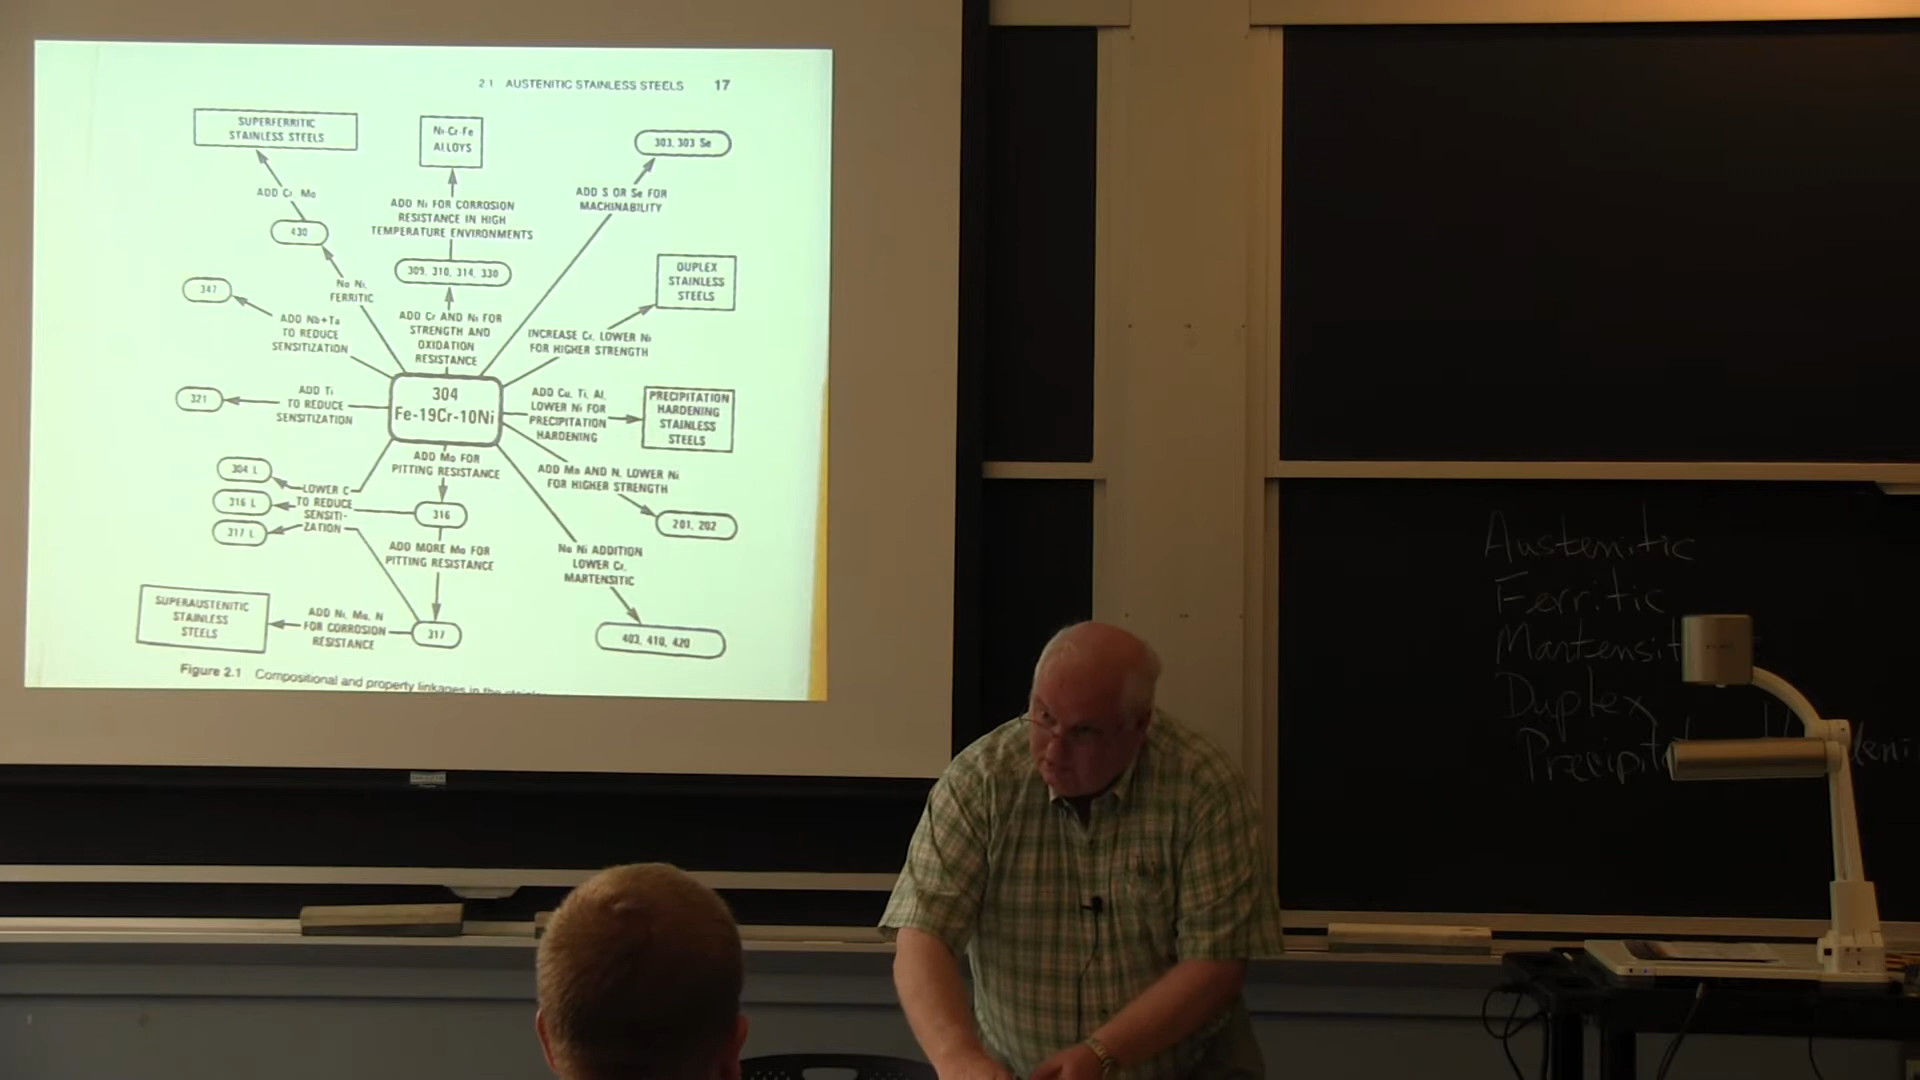 2.1 AUSTENITIC STAINLESS STEELS 17
SUPERFERRITIC
STAINLESS STEELS
Ni-Cr-Fe
ALLOYS
303, 303 Se
ADD Cr, Mo
ADD Ni FOR CORROSION
RESISTANCE IN HIGH
TEMPERATURE ENVIRONMENTS
ADD S OR Se FOR
MACHINABILITY
430
309, 310, 314, 330
DUPLEX
STAINLESS
STEELS
347
No Ni,
FERRITIC
ADD Nb+Ta
TO REDUCE
SENSITIZATION
ADD Cr AND Ni FOR
STRENGTH AND
OXIDATION
RESISTANCE
INCREASE Cr, LOWER Ni
FOR HIGHER STRENGTH
321
ADD Ti
TO REDUCE
SENSITIZATION
304
Fe-19Cr-10Ni
ADD Cu, Ti, Al,
LOWER Ni FOR
PRECIPITATION
HARDENING
PRECIPITATION
HARDENING
STAINLESS
STEELS
304 L
316 L
317 L
LOWER C
TO REDUCE
SENSITI-
ZATION
ADD Mo FOR
PITTING RESISTANCE
316
ADD Mn AND N, LOWER Ni
FOR HIGHER STRENGTH
201, 202
ADD MORE Mo FOR
PITTING RESISTANCE
No Ni ADDITION
LOWER Cr,
MARTENSITIC
SUPERAUSTENITIC
STAINLESS
STEELS
ADD Ni, Mo, N
FOR CORROSION
RESISTANCE
317
403, 410, 420
Figure 2.1 Compositional and property linkages in the
Austenitic
Ferritic
Martensit
Duplex
Precipit